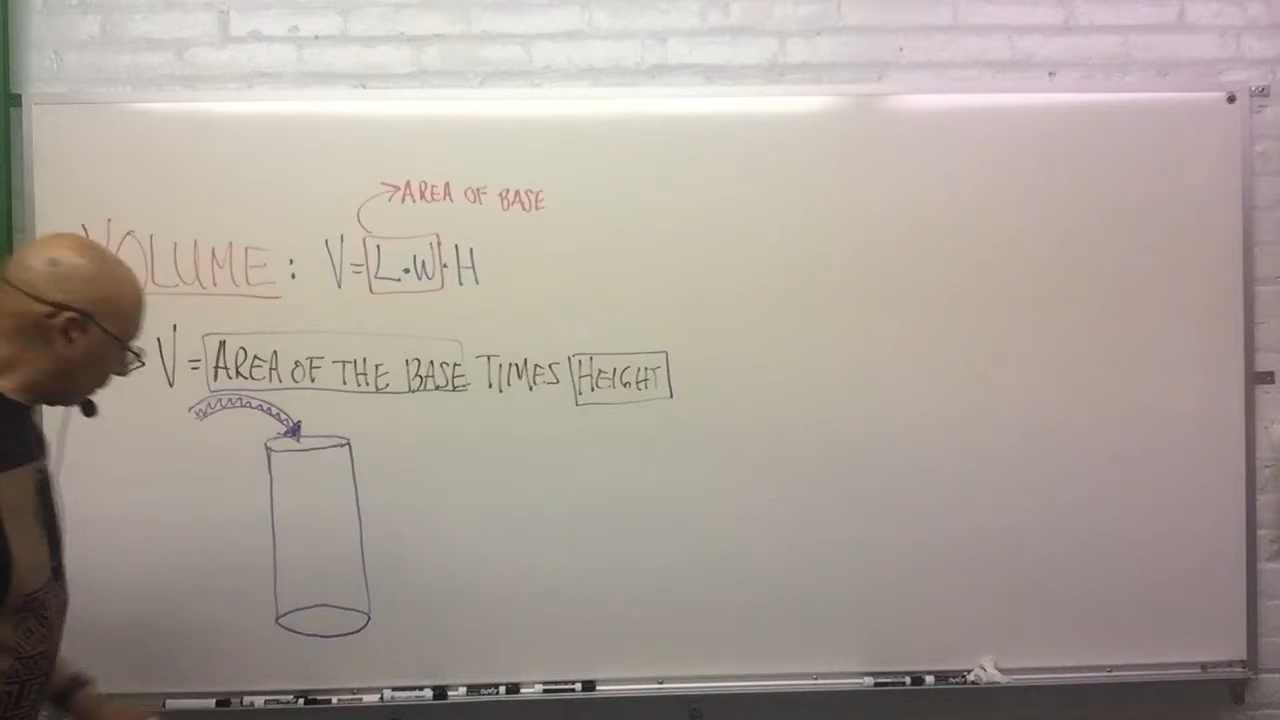 AREA OF BASE
VOLUME: V=L·W·H
V=AREA OF THE BASE TIMES HEIGHT